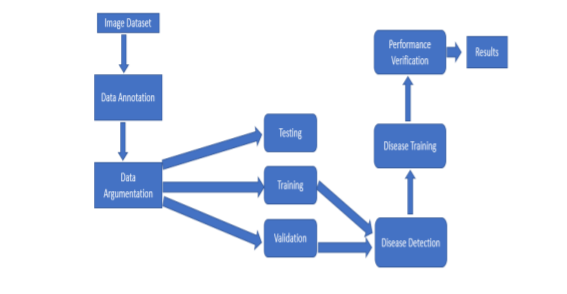 Image Dataset
Data Annotation
Data
Argumentation
Testing
Training
Validation
Performance
Verification
Results
Disease Training
Disease Detection